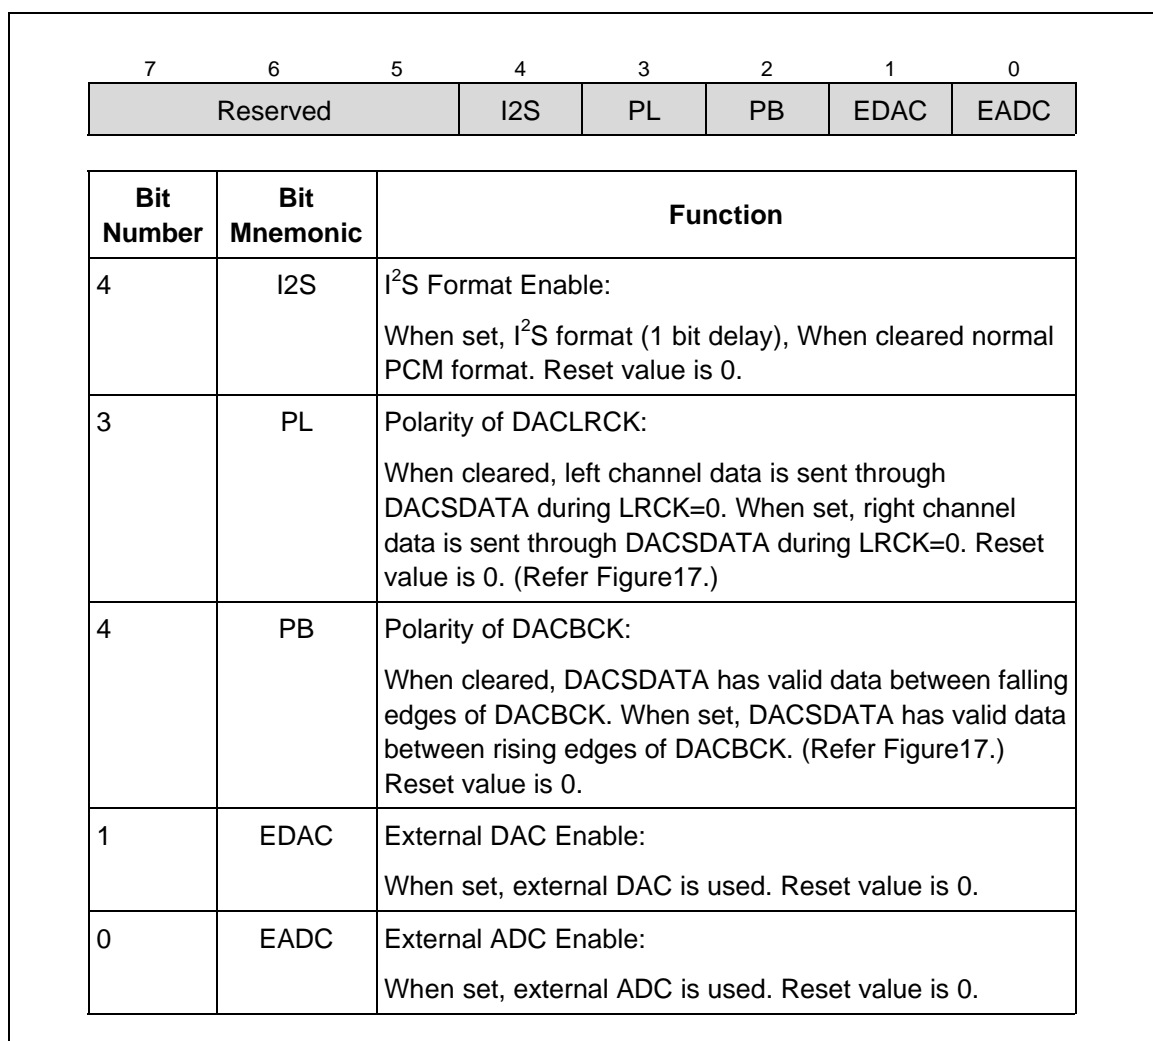 7 6 5 4 3 2 1 0
Reserved I2S PL PB EDAC EADC
Bit Number Bit Mnemonic Function
4 I2S I²S Format Enable:
When set, I²S format (1 bit delay), When cleared normal
PCM format. Reset value is 0.
3 PL Polarity of DACLRCK:
When cleared, left channel data is sent through
DACSDATA during LRCK=0. When set, right channel
data is sent through DACSDATA during LRCK=0. Reset
value is 0. (Refer Figure17.)
4 PB Polarity of DACBCK:
When cleared, DACSDATA has valid data between falling
edges of DACBCK. When set, DACSDATA has valid data
between rising edges of DACBCK. (Refer Figure17.)
Reset value is 0.
1 EDAC External DAC Enable:
When set, external DAC is used. Reset value is 0.
0 EADC External ADC Enable:
When set, external ADC is used. Reset value is 0.